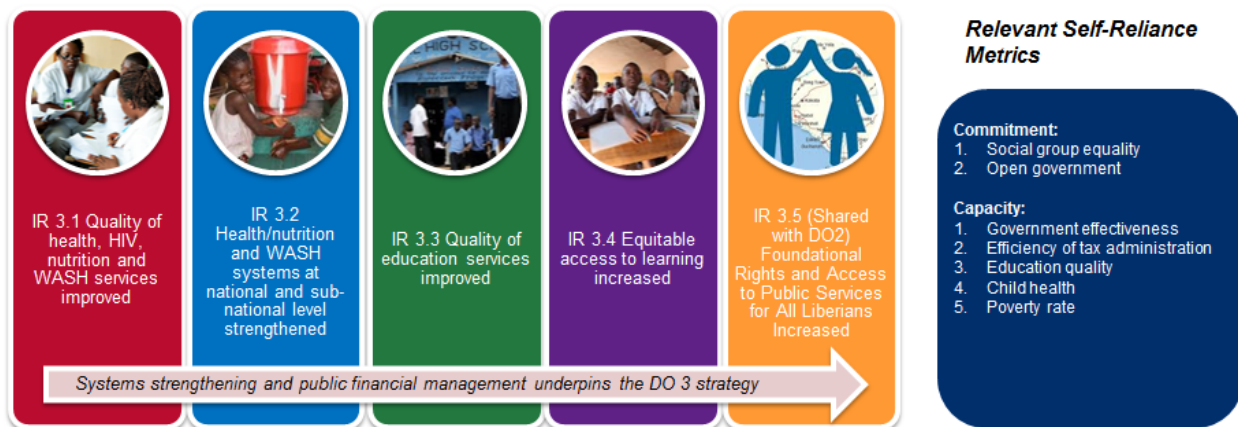 E HIGH SC
IR 3.1 Quality of
health, HIV,
nutrition and
WASH services
improved
IR 3.2
Health/nutrition
and WASH
systems at
national and sub-
national level
strengthened
IR 3.3 Quality of
education services
improved
IR 3.4 Equitable
access to learning
increased
IR 3.5 (Shared
with DO2)
Foundational
Rights and Access
to Public Services
for All Liberians
Increased
Systems strengthening and public financial management underpins the DO 3 strategy
Relevant Self-Reliance
Metrics
Commitment:
1. Social group equality
2. Open government
Capacity:
1. Government effectiveness
2. Efficiency of tax administration
3. Education quality
4. Child health
5. Poverty rate